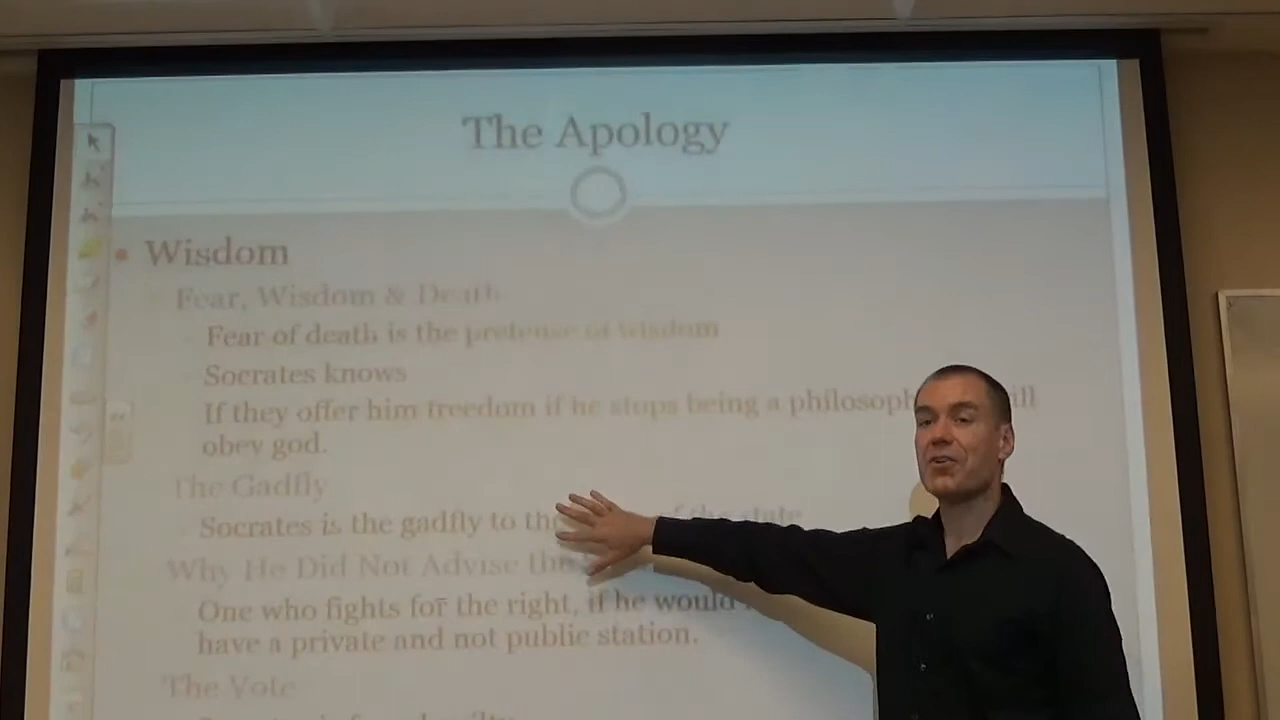 The Apology
Wisdom
Fear, Wisdom & Death
Fear of death is the pretense of wisdom
Socrates knows
If they offer him freedom if he stops being a
obey god.
The Gadfly
Socrates is the gadfly to the of the state
Why He Did Not Advise the
One who fights for the right, if he would
have a private and not public station.
The Vote